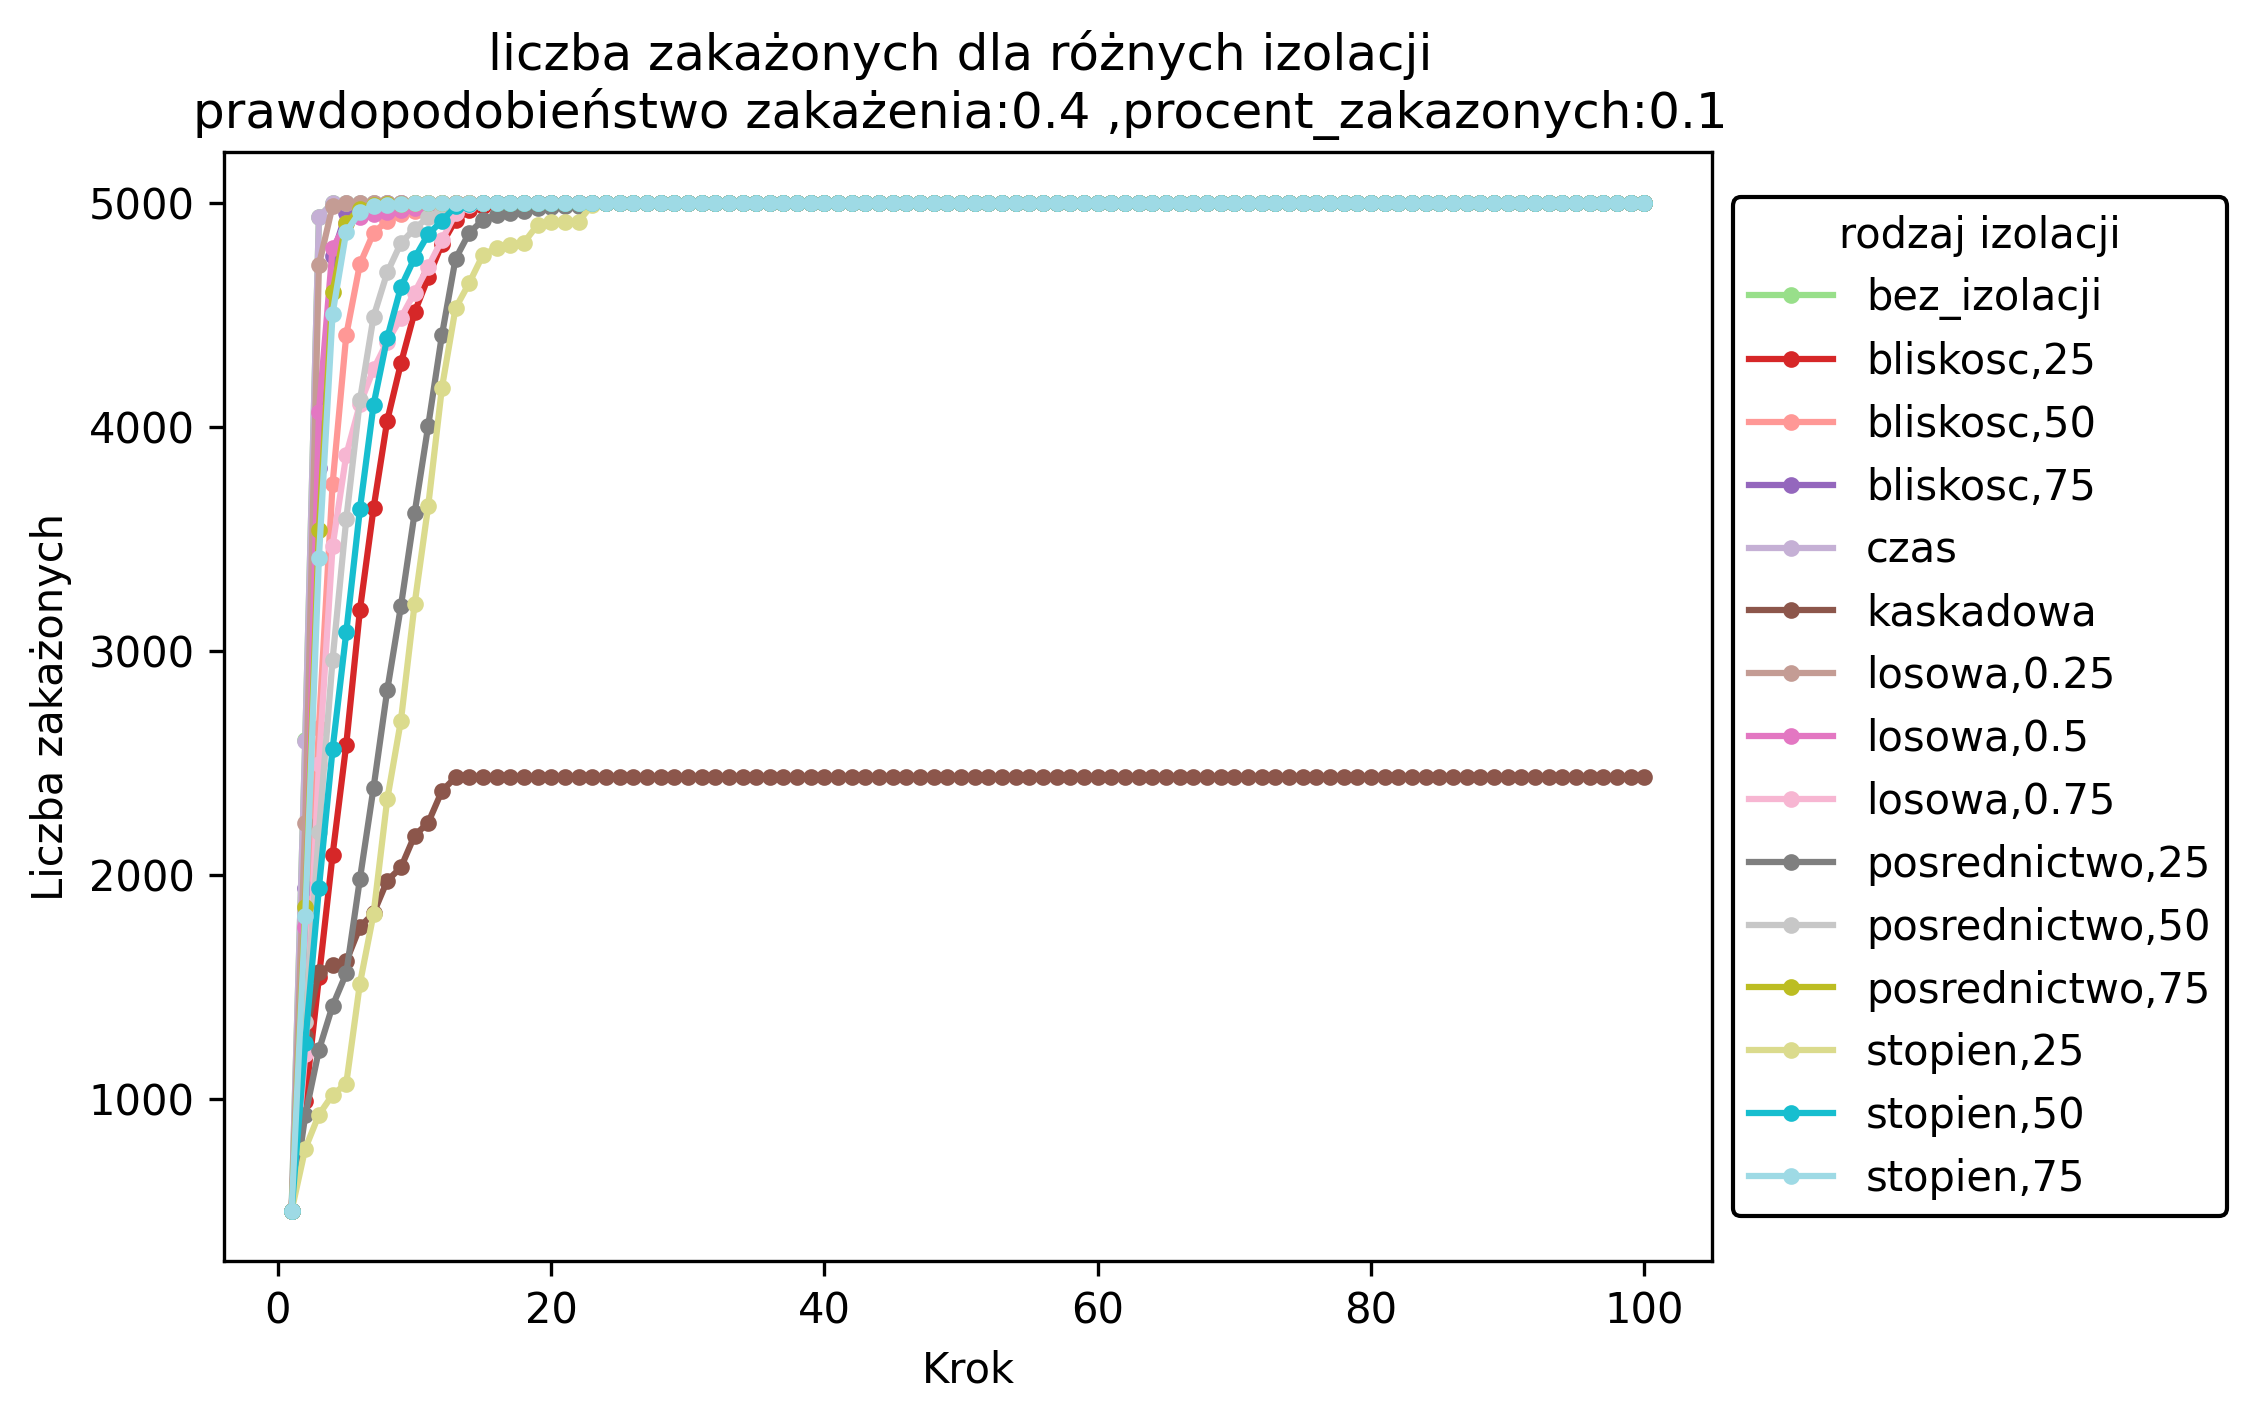 liczba zakażonych dla różnych izolacji
prawdopodobieństwo zakażenia:0.4 ,procent_zakazonych:0.1
Liczba zakażonych
5000
4000
3000
2000
1000
0
20
40
60
80
100
Krok
rodzaj izolacji
bez_izolacji
bliskosc,25
bliskosc,50
bliskosc,75
czas
kaskadowa
losowa,0.25
losowa,0.5
losowa,0.75
posrednictwo,25
posrednictwo,50
posrednictwo,75
stopien,25
stopien,50
stopien,75